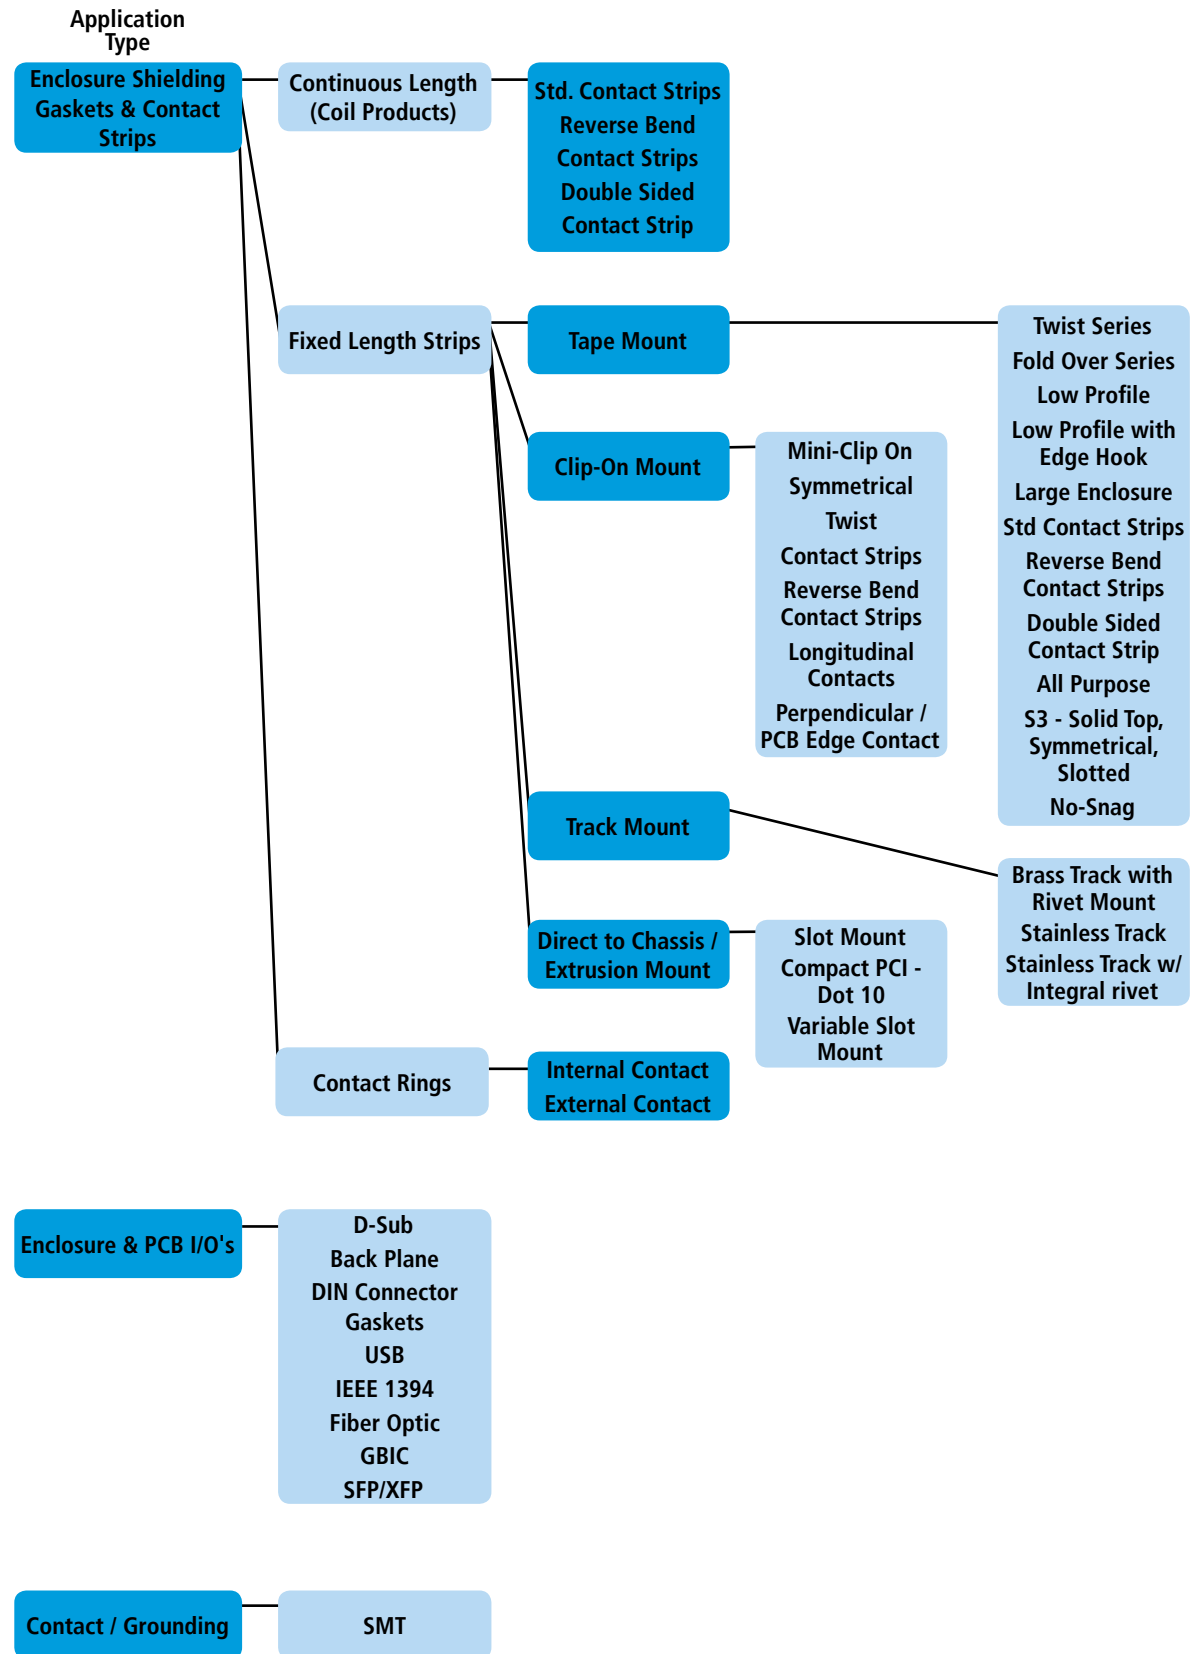 Application
Type
Enclosure Shielding
Gaskets & Contact
Strips
Continuous Length
(Coil Products)
Std. Contact Strips
Reverse Bend
Contact Strips
Double Sided
Contact Strip
Fixed Length Strips
Tape Mount
Twist Series
Fold Over Series
Low Profile
Low Profile with
Edge Hook
Large Enclosure
Std Contact Strips
Reverse Bend
Contact Strips
Double Sided
Contact Strip
All Purpose
S3 - Solid Top,
Symmetrical,
Slotted
No-Snag
Clip-On Mount
Mini-Clip On
Symmetrical
Twist
Contact Strips
Reverse Bend
Contact Strips
Longitudinal
Contacts
Perpendicular /
PCB Edge Contact
Track Mount
Brass Track with
Rivet Mount
Stainless Track
Stainless Track w/
Integral rivet
Direct to Chassis /
Extrusion Mount
Slot Mount
Compact PCI -
Dot 10
Variable Slot
Mount
Contact Rings
Internal Contact
External Contact
Enclosure & PCB I/O's
D-Sub
Back Plane
DIN Connector
Gaskets
USB
IEEE 1394
Fiber Optic
GBIC
SFP/XFP
Contact / Grounding
SMT